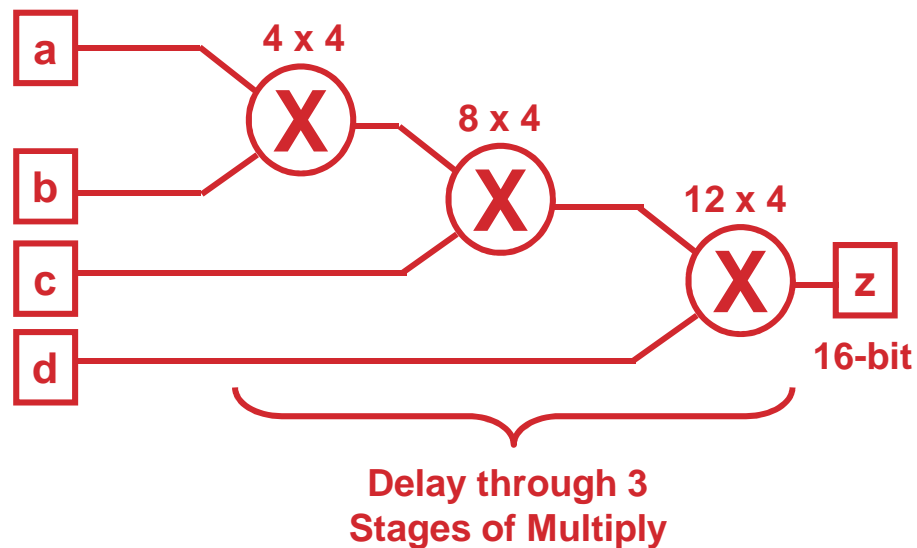 a
4 x 4
X
b
8 x 4
X
c
12 x 4
X
z
d
16-bit
Delay through 3
Stages of Multiply